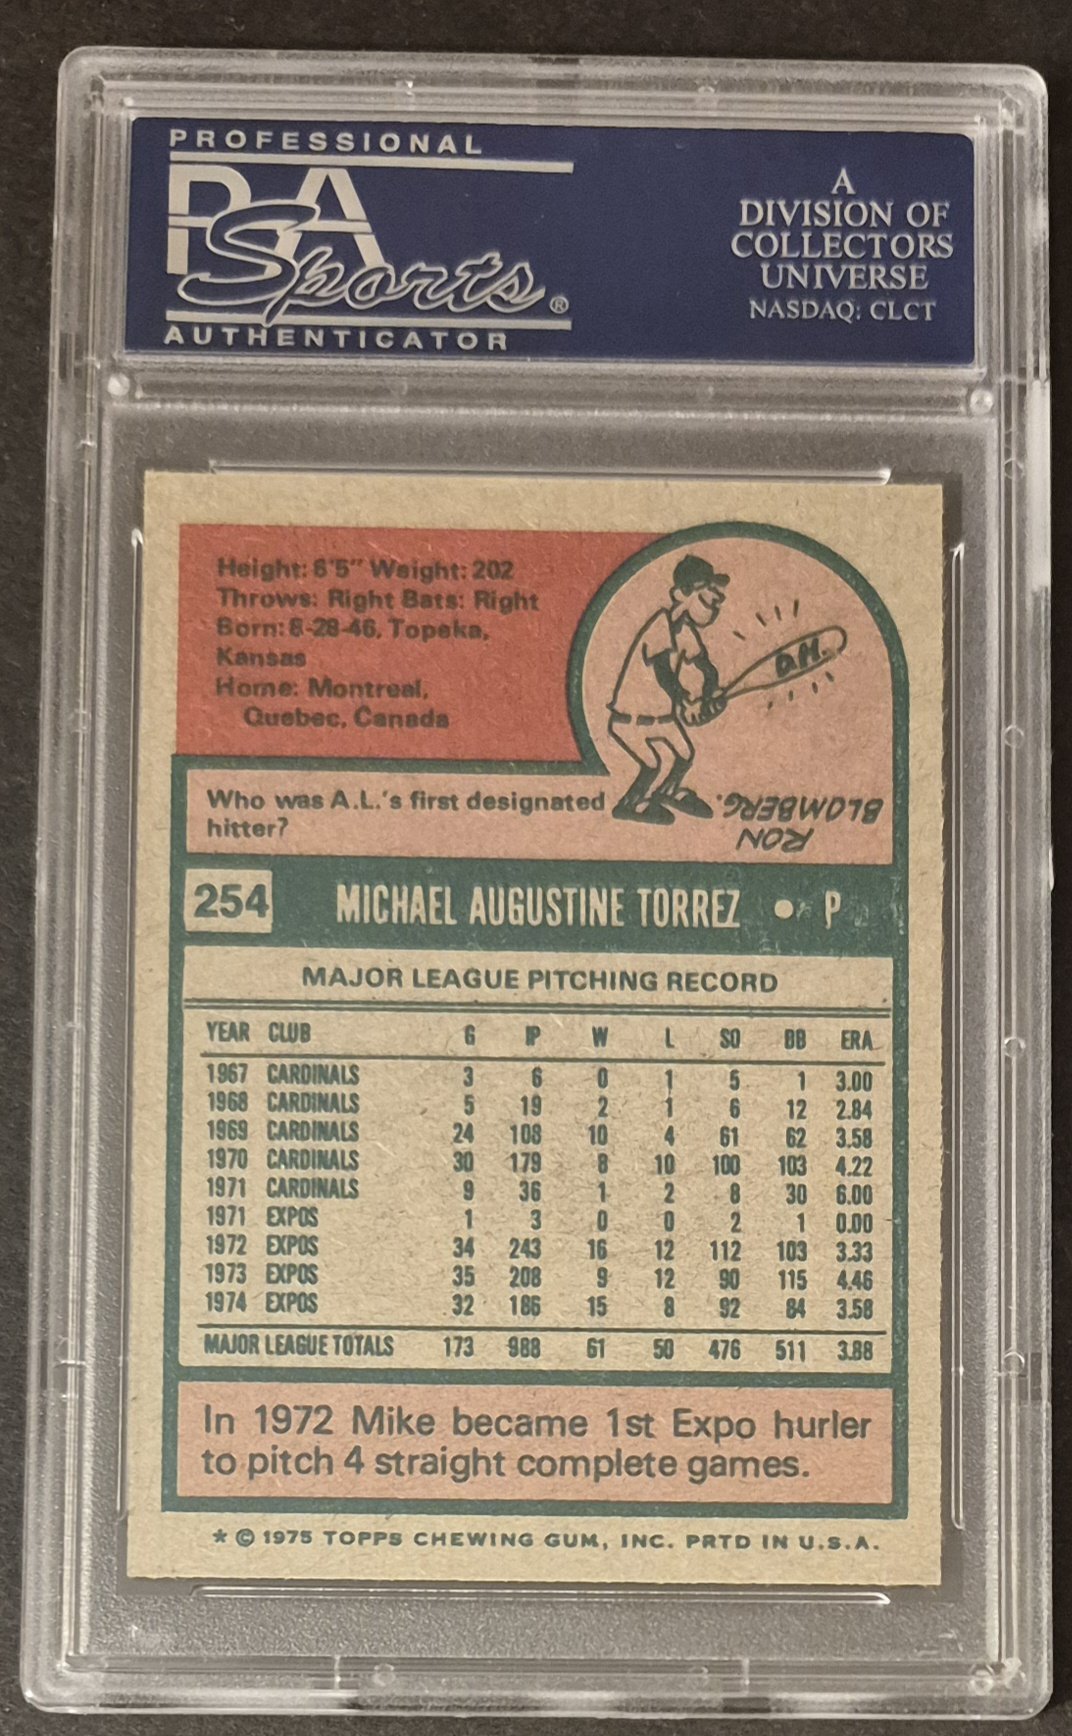 PROFESSIONAL
PSA
Sports®
AUTHENTICATOR
A
DIVISION OF
COLLECTORS
UNIVERSE
NASDAQ: CLCT
Height: 6'5" Weight: 202
Throws: Right Bats: Right
Born: 8-28-46, Topeka,
Kansas
Home: Montreal,
Quebec, Canada
D.H.
Who was A.L.'s first designated
hitter?
RON
BLOMBERG.
254 MICHAEL AUGUSTINE TORREZ • P
MAJOR LEAGUE PITCHING RECORD
YEAR CLUB G IP W L SO BB ERA
1967 CARDINALS 3 6 0 1 5 1 3.00
1968 CARDINALS 5 19 2 1 6 12 2.84
1969 CARDINALS 24 108 10 4 61 62 3.58
1970 CARDINALS 30 179 8 10 100 103 4.22
1971 CARDINALS 9 36 1 2 8 30 6.00
1971 EXPOS 1 3 0 0 2 1 0.00
1972 EXPOS 34 243 16 12 112 103 3.33
1973 EXPOS 35 208 9 12 90 115 4.46
1974 EXPOS 32 186 15 8 92 84 3.58
MAJOR LEAGUE TOTALS 173 988 61 50 476 511 3.88
In 1972 Mike became 1st Expo hurler
to pitch 4 straight complete games.
* © 1975 TOPPS CHEWING GUM, INC. PRTD IN U.S.A.